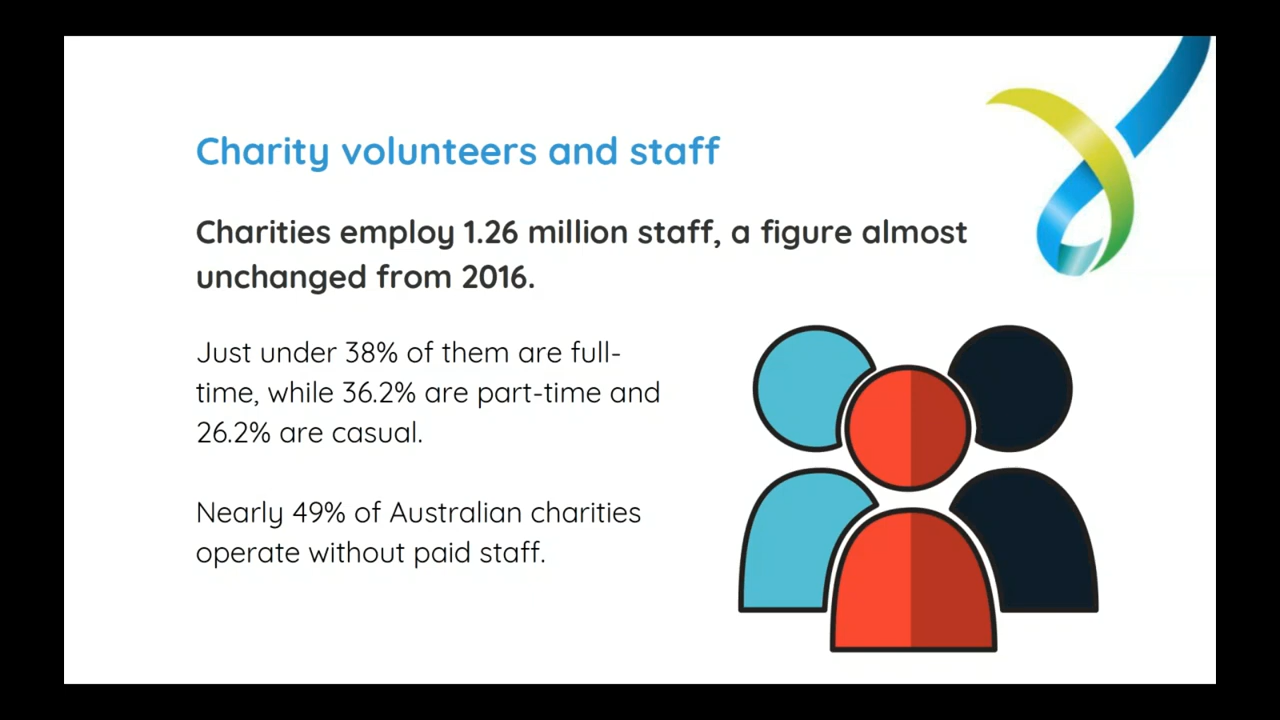 Charity volunteers and staff
Charities employ 1.26 million staff, a figure almost
unchanged from 2016.
Just under 38% of them are full-
time, while 36.2% are part-time and
26.2% are casual.
Nearly 49% of Australian charities
operate without paid staff.